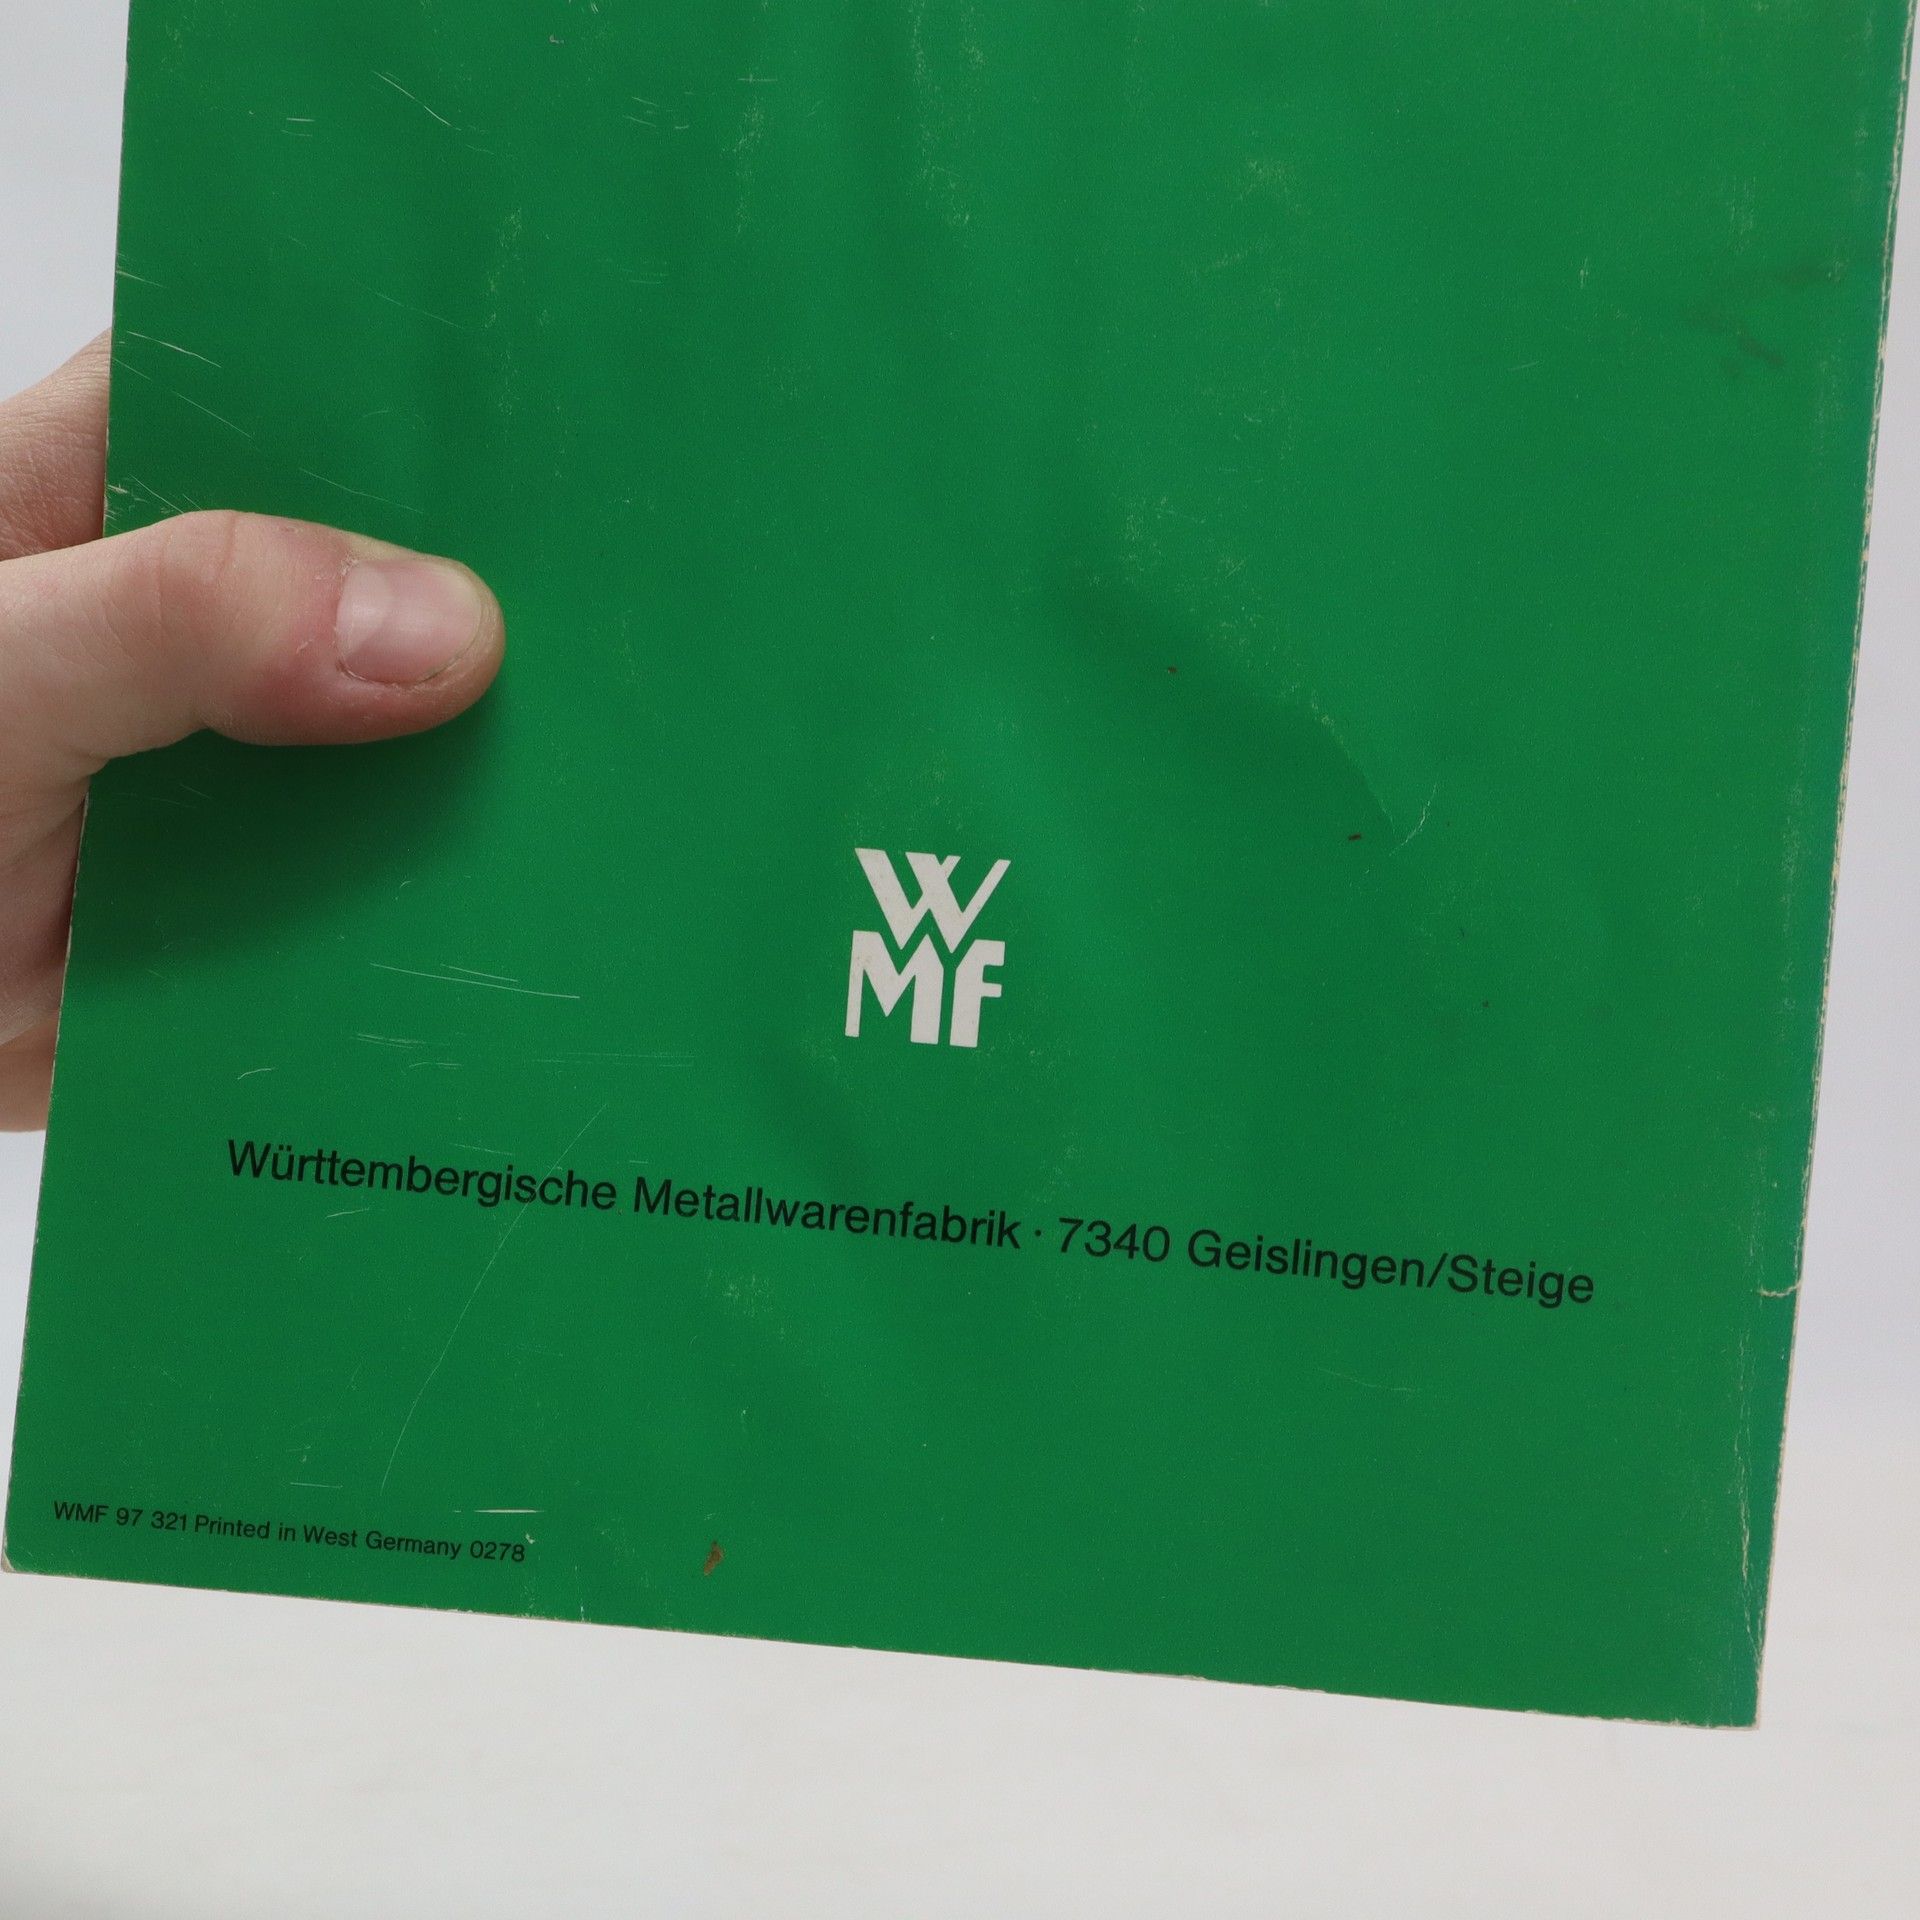 WMF
Württembergische Metallwarenfabrik · 7340 Geislingen/Steige
WMF 97 321 Printed in West Germany 0278